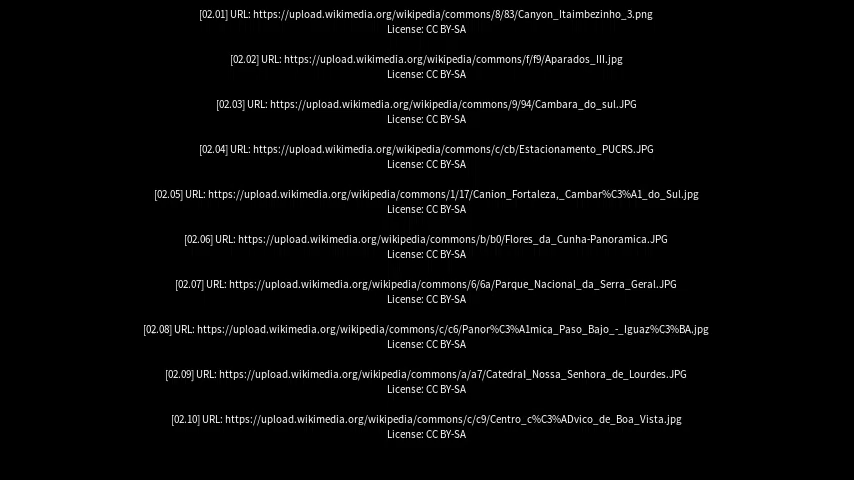 [02.01] URL: https://upload.wikimedia.org/wikipedia/commons/8/83/Canyon_Itaimbezinho_3.png
License: CC BY-SA
[02.02] URL: https://upload.wikimedia.org/wikipedia/commons/f/f9/Aparados_III.jpg
License: CC BY-SA
[02.03] URL: https://upload.wikimedia.org/wikipedia/commons/9/94/Cambara_do_sul.JPG
License: CC BY-SA
[02.04] URL: https://upload.wikimedia.org/wikipedia/commons/c/cb/Estacionamento_PUCRS.JPG
License: CC BY-SA
[02.05] URL: https://upload.wikimedia.org/wikipedia/commons/1/17/Canion_Fortaleza,_Cambar%C3%A1_do_Sul.jpg
License: CC BY-SA
[02.06] URL: https://upload.wikimedia.org/wikipedia/commons/b/b0/Flores_da_Cunha-Panoramica.JPG
License: CC BY-SA
[02.07] URL: https://upload.wikimedia.org/wikipedia/commons/6/6a/Parque_Nacional_da_Serra_Geral.JPG
License: CC BY-SA
[02.08] URL: https://upload.wikimedia.org/wikipedia/commons/c/c6/Panor%C3%A1mica_Paso_Bajo_-_Iguaz%C3%BA.jpg
License: CC BY-SA
[02.09] URL: https://upload.wikimedia.org/wikipedia/commons/a/a7/Catedral_Nossa_Senhora_de_Lourdes.JPG
License: CC BY-SA
[02.10] URL: https://upload.wikimedia.org/wikipedia/commons/c/c9/Centro_c%C3%ADvico_de_Boa_Vista.jpg
License: CC BY-SA